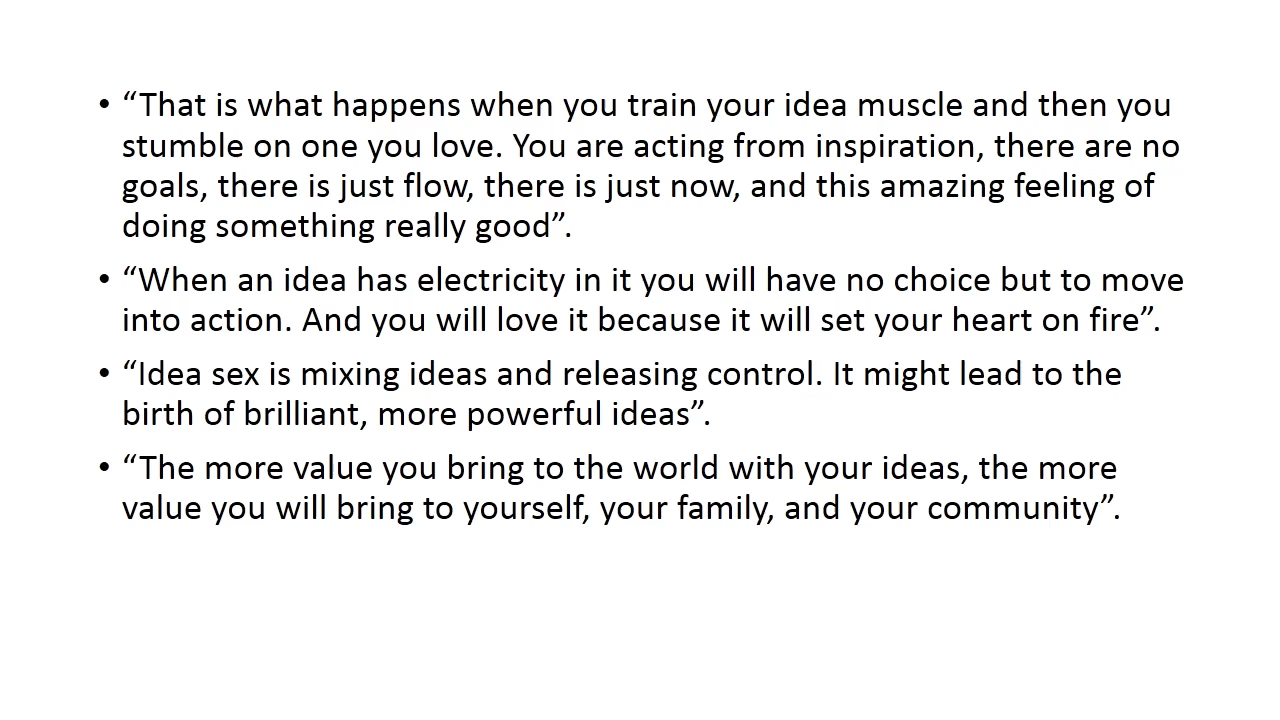 • “That is what happens when you train your idea muscle and then you
stumble on one you love. You are acting from inspiration, there are no
goals, there is just flow, there is just now, and this amazing feeling of
doing something really good”.
• “When an idea has electricity in it you will have no choice but to move
into action. And you will love it because it will set your heart on fire”.
• “Idea sex is mixing ideas and releasing control. It might lead to the
birth of brilliant, more powerful ideas”.
• “The more value you bring to the world with your ideas, the more
value you will bring to yourself, your family, and your community”.